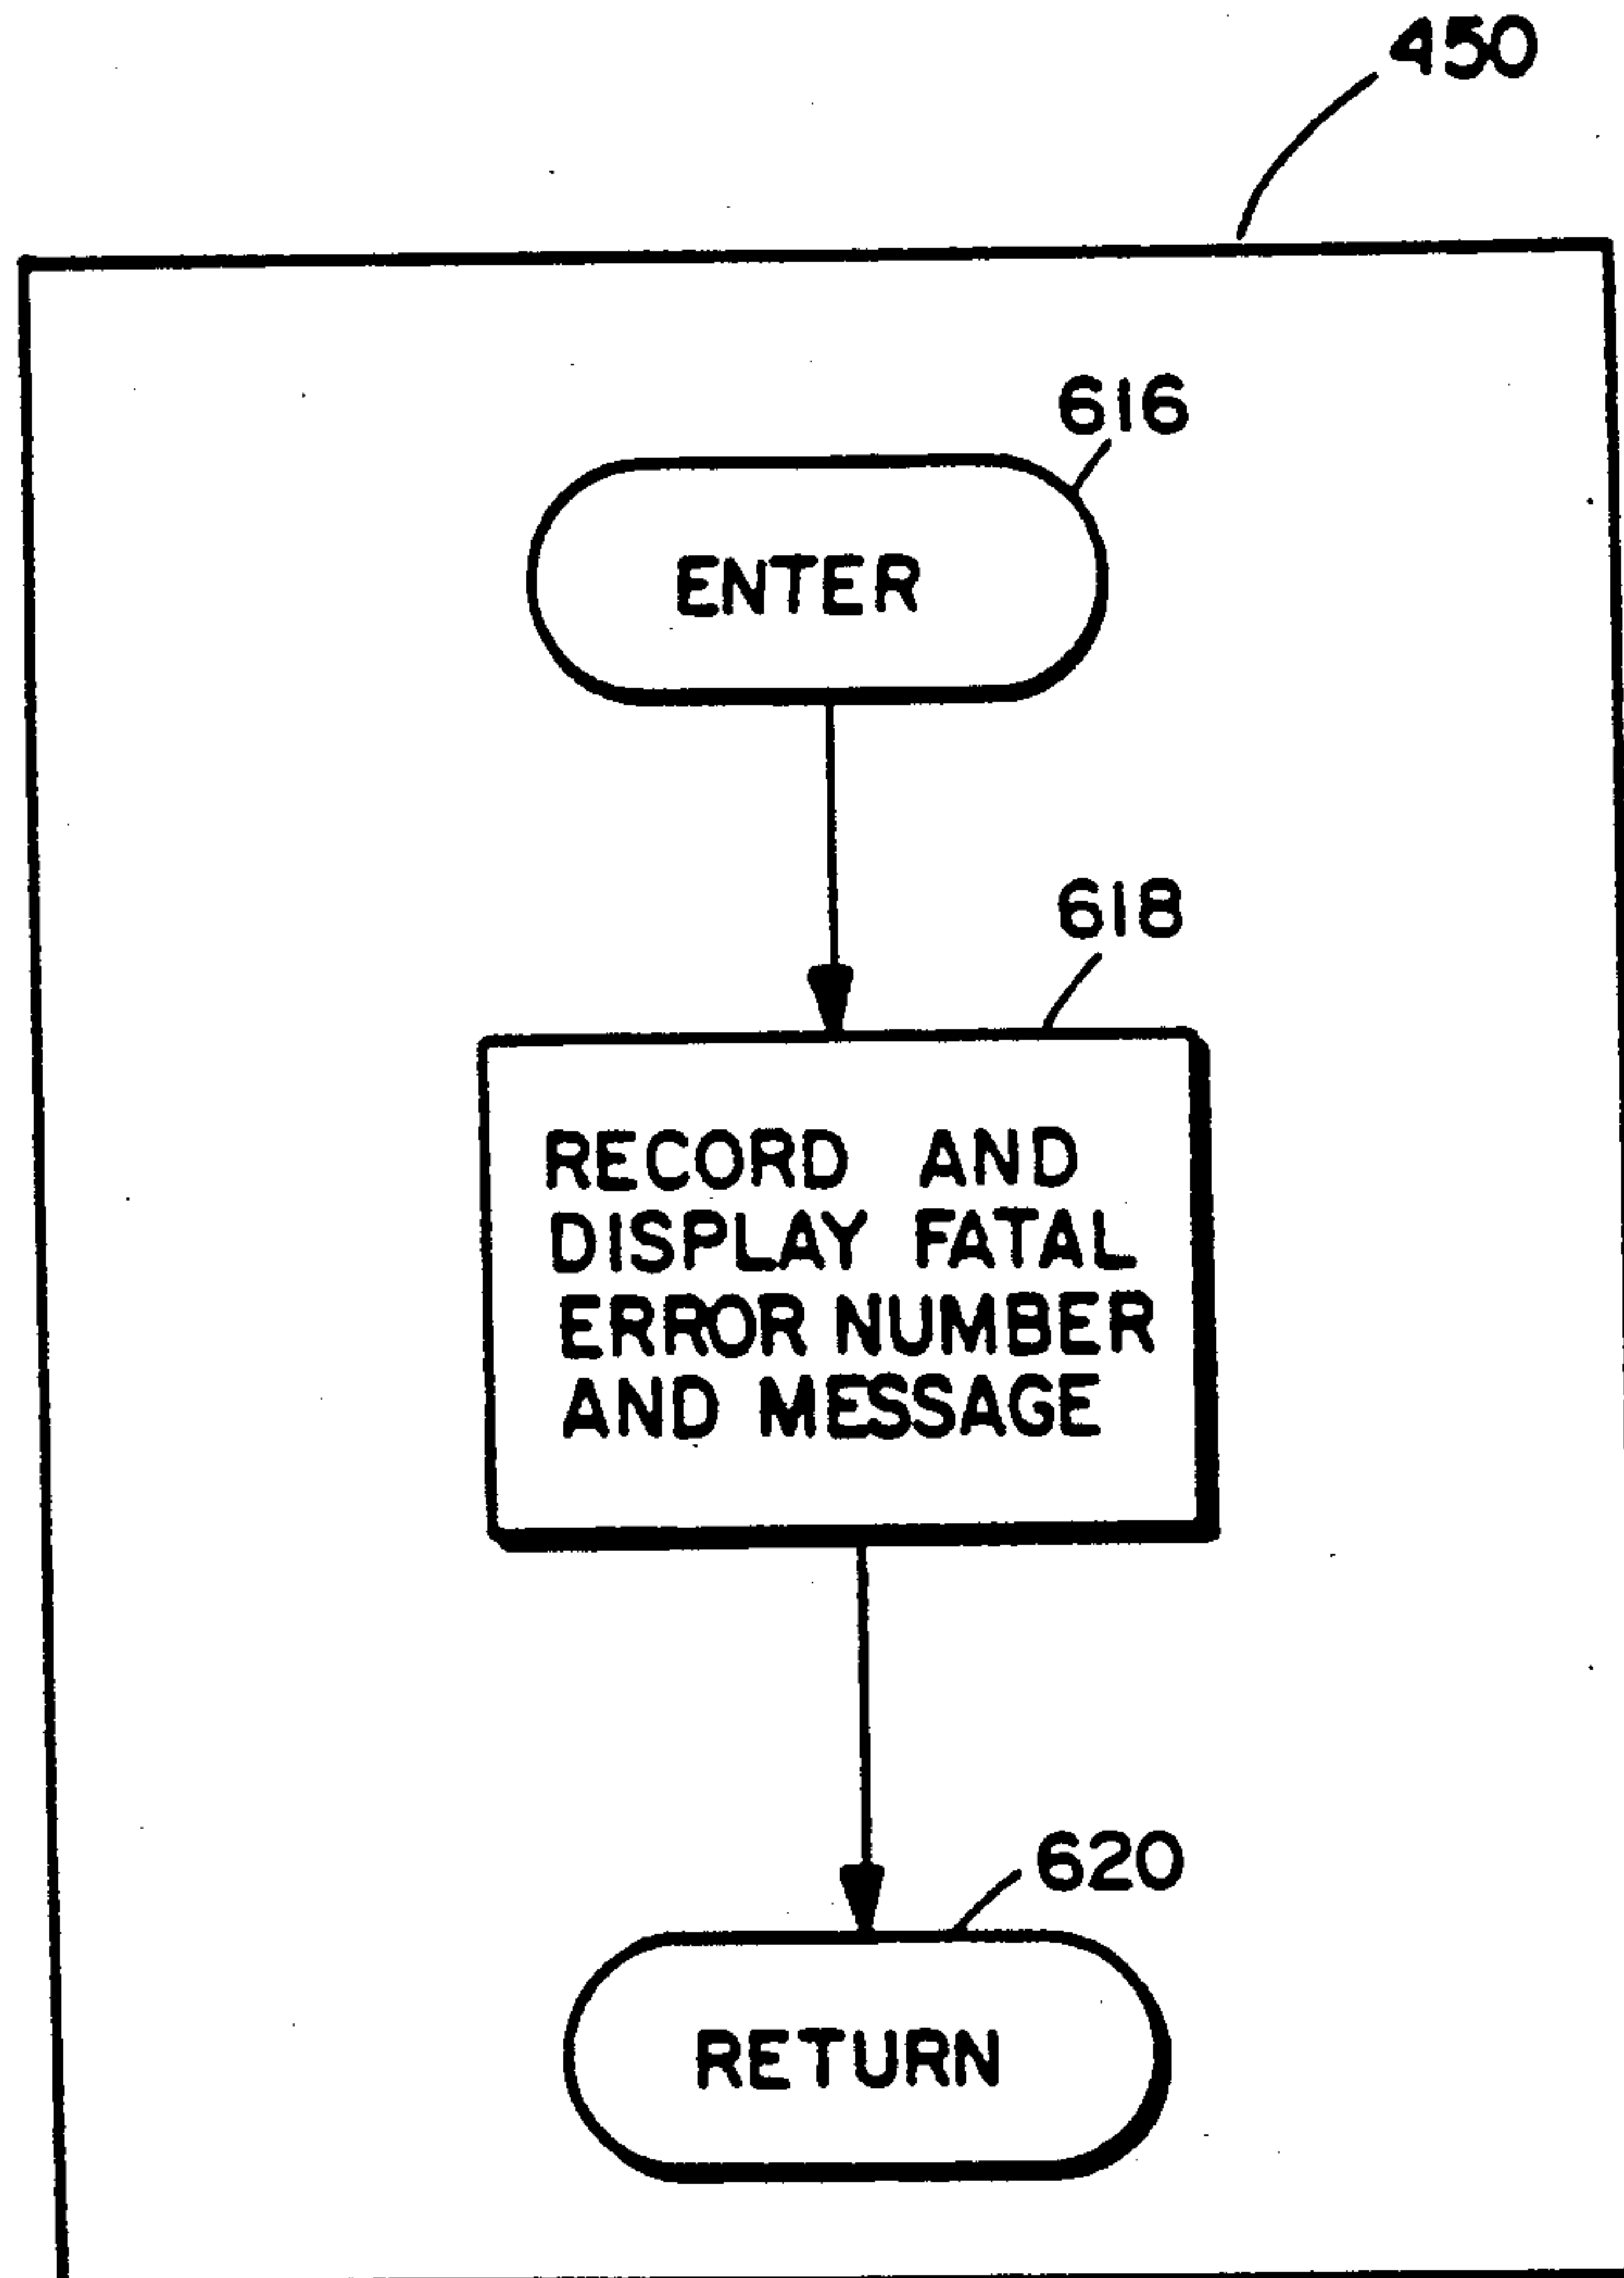 450
616
ENTER
618
RECORD AND
DISPLAY FATAL
ERROR NUMBER
AND MESSAGE
620
RETURN